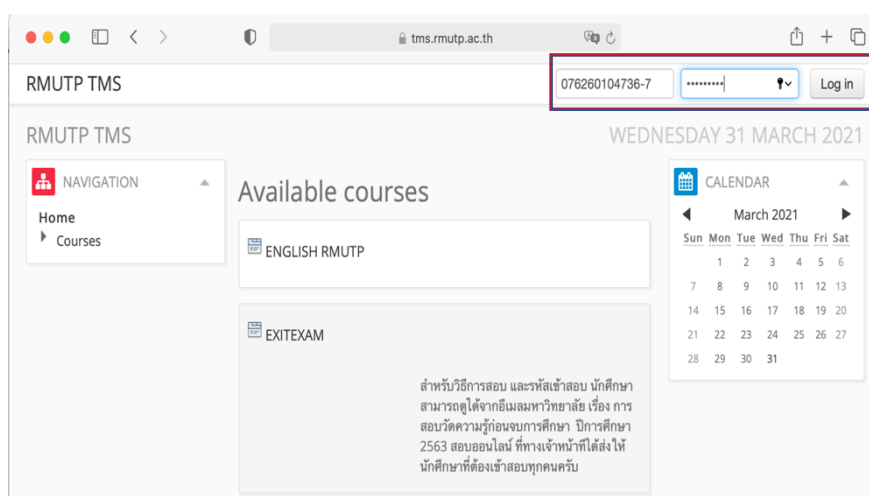 tms.rmutp.ac.th
RMUTP TMS
076260104736-7
Log in
RMUTP TMS
WEDNESDAY 31 MARCH 2021
NAVIGATION
Home
Courses
Available courses
ENGLISH RMUTP
EXITEXAM
สำหรับวิธีการสอบ และรหัสเข้าสอบ นักศึกษา
สามารถดูได้จากอีเมลมหาวิทยาลัย เรื่อง การ
สอบวัดความรู้ก่อนจบการศึกษา ปีการศึกษา
2563 สอบออนไลน์ ที่ทางเจ้าหน้าที่ได้ส่งให้
นักศึกษาที่ต้องเข้าสอบทุกคนครับ
CALENDAR
March 2021
Sun Mon Tue Wed Thu Fri Sat
1 2 3 4 5 6
7 8 9 10 11 12 13
14 15 16 17 18 19 20
21 22 23 24 25 26 27
28 29 30 31